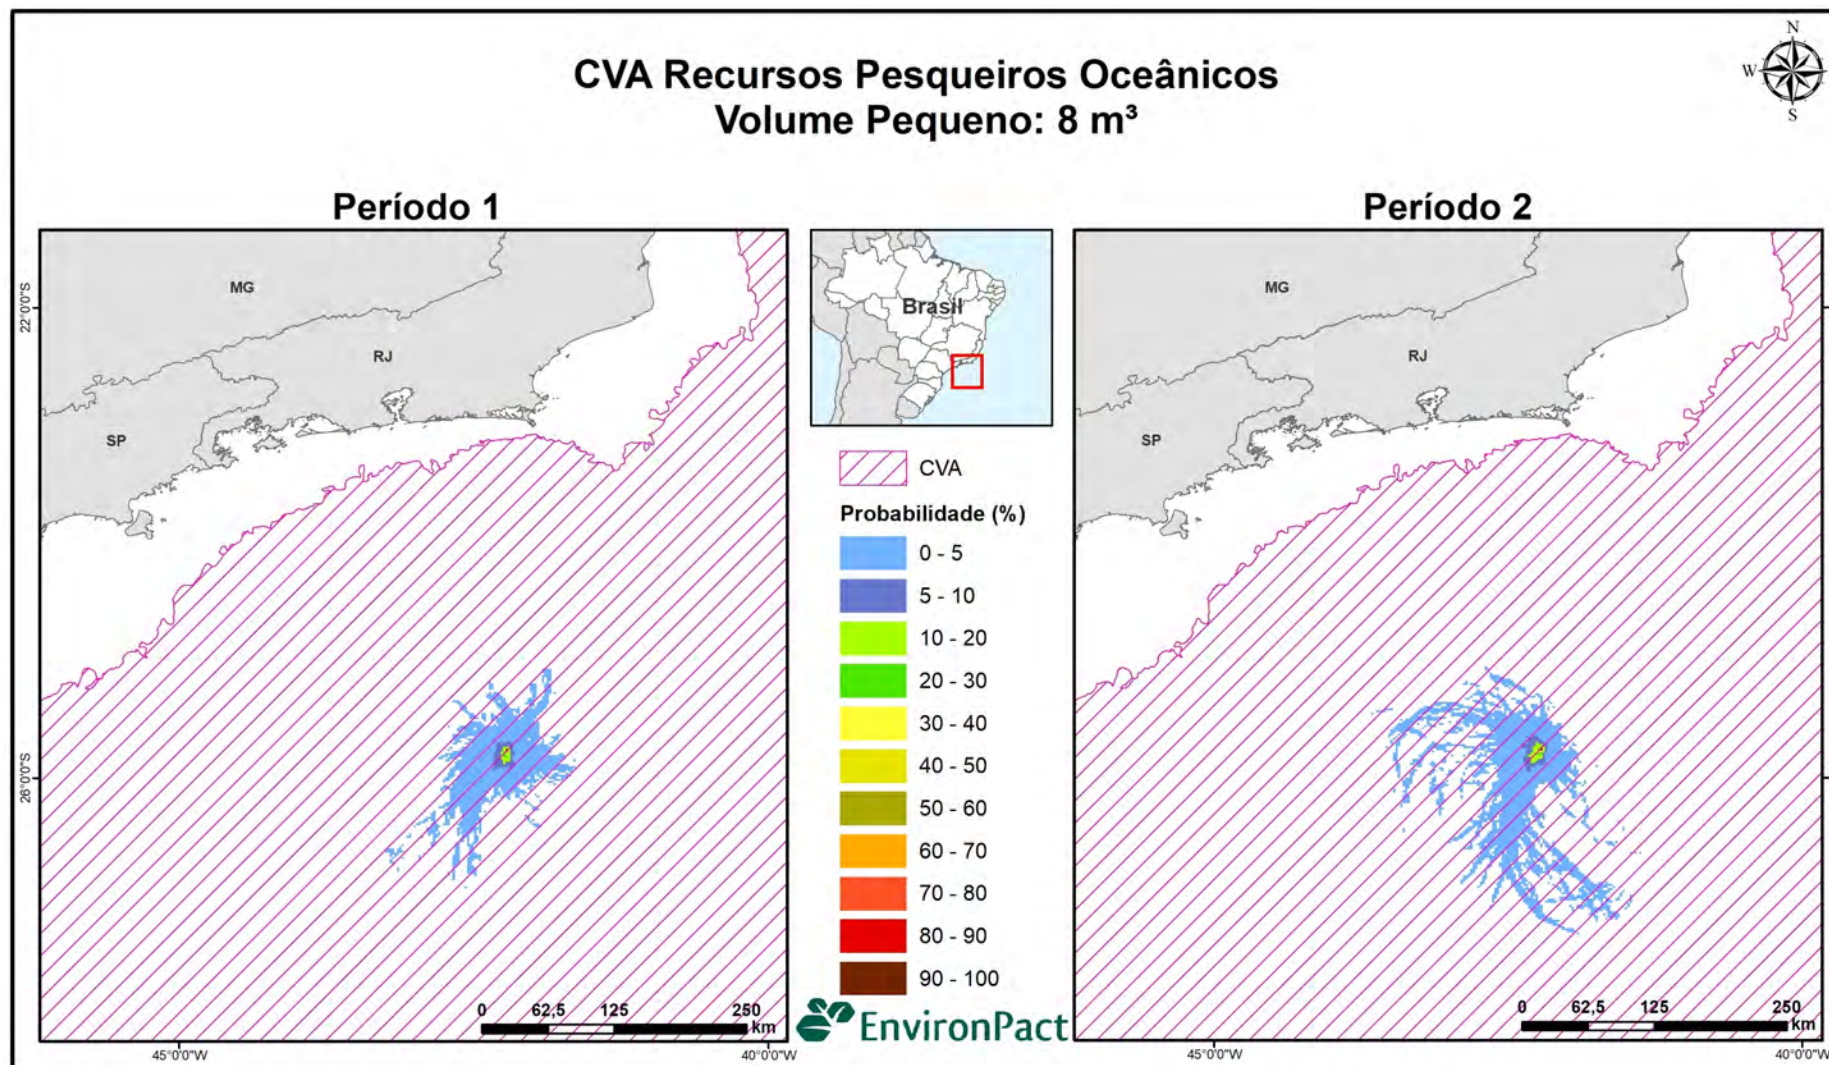 CVA Recursos Pesqueiros Oceânicos
Volume Pequeno: 8 m³
N
W
S
Período 1
MG
RJ
SP
22°0'0"S
26°0'0"S
0 62,5 125 250
km
45°0'0"W 40°0'0"W
Brasil
CVA
Probabilidade (%)
0 - 5
5 - 10
10 - 20
20 - 30
30 - 40
40 - 50
50 - 60
60 - 70
70 - 80
80 - 90
90 - 100
EnvironPact
Período 2
MG
RJ
SP
0 62,5 125 250
km
45°0'0"W 40°0'0"W